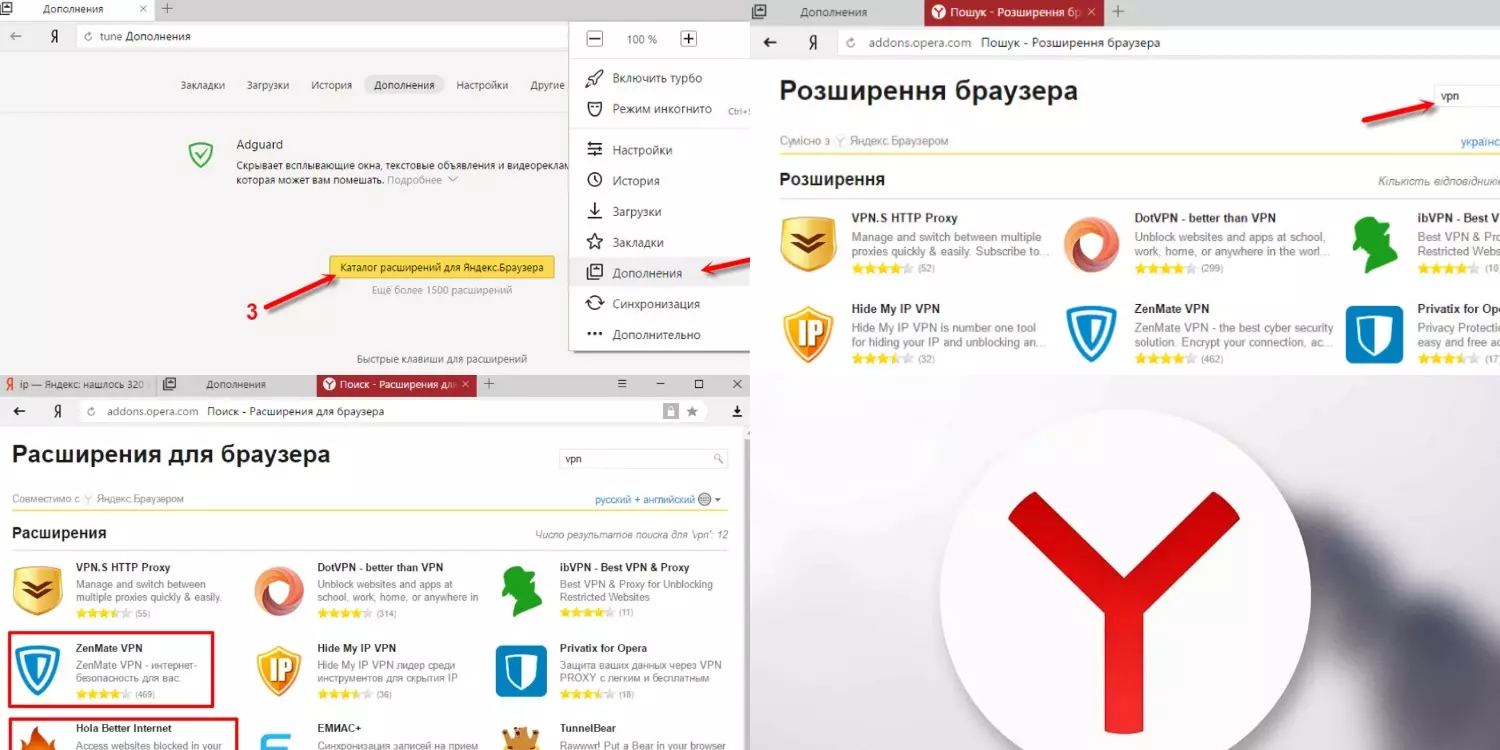 Дополнения
Я
tune Дополнения
Закладки Загрузки История Дополнения Настройки Другие
Adguard
Скрывает всплывающие окна, текстовые объявления и видеореклам
которая может вам помешать. Подробнее
Каталог расширений для Яндекс.Браузера
3
Ещё более 1500 расширений
Быстрые клавиши для расширений
100 %
Включить турбо
Режим инкогнито Ctrl+
Настройки
История
Загрузки
Закладки
Дополнения
Синхронизация
Дополнительно
Дополнения
Пошук - Розширення бр
Я
addons.opera.com Пошук - Розширення браузера
Розширення браузера
vpn
Сумісно з Яндекс.Браузером
українс
Розширення
Кількість відповідникі
VPN.S HTTP Proxy
Manage and switch between multiple
proxies quickly & easily. Subscribe to...
(52)
DotVPN - better than VPN
Unblock websites and apps at school,
work, home, or anywhere in the world...
(299)
ibVPN - Best V
Best VPN & Pr
Restricted Webs
(10
IP
Hide My IP VPN
Hide My IP VPN is number one tool
for hiding your IP and unblocking an...
(32)
ZenMate VPN
ZenMate VPN - the best cyber security
solution. Encrypt your connection, ac...
(462)
Privatix for Op
Privacy Protectio
easy and free ac
(17
Я ip — Яндекс: нашлось 320
Дополнения
Поиск - Расширения для
Я
addons.opera.com Поиск - Расширения для браузера
Расширения для браузера
vpn
Совместимо с Яндекс.Браузером
русский + английский
Расширения
Число результатов поиска для 'vpn': 12
VPN.S HTTP Proxy
Manage and switch between
multiple proxies quickly & easily.
(55)
DotVPN - better than VPN
Unblock websites and apps at
school, work, home, or anywhere in
(314)
ibVPN - Best VPN & Proxy
Best VPN & Proxy for Unblocking
Restricted Websites
(11)
ZenMate VPN
ZenMate VPN - интернет-
безопасность для вас.
(469)
IP
Hide My IP VPN
Hide My IP VPN лидер среди
инструментов для скрытия IP
(36)
Privatix for Opera
Защита ваших данных через VPN
PROXY с легким и бесплатным
(18)
Hola Better Internet
Access websites blocked in your
ЕМИАС+
Синхронизация записей на прием
TunnelBear
Rawwwr! Put a Bear in your browser